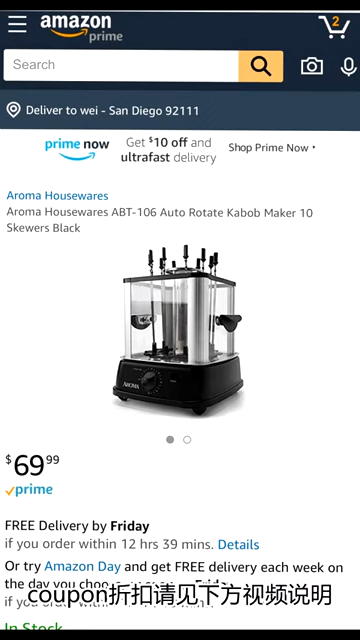 amazon
prime
2
Search
Deliver to wei - San Diego 92111
prime now
Get $10 off and
ultrafast delivery
Shop Prime Now
Aroma Housewares
Aroma Housewares ABT-106 Auto Rotate Kabob Maker 10
Skewers Black
AROMA
$69 99
prime
FREE Delivery by Friday
if you order within 12 hrs 39 mins. Details
Or try Amazon Day and get FREE delivery each week on
the day you
coupon折扣请见下方视频说明
if you
In Stock